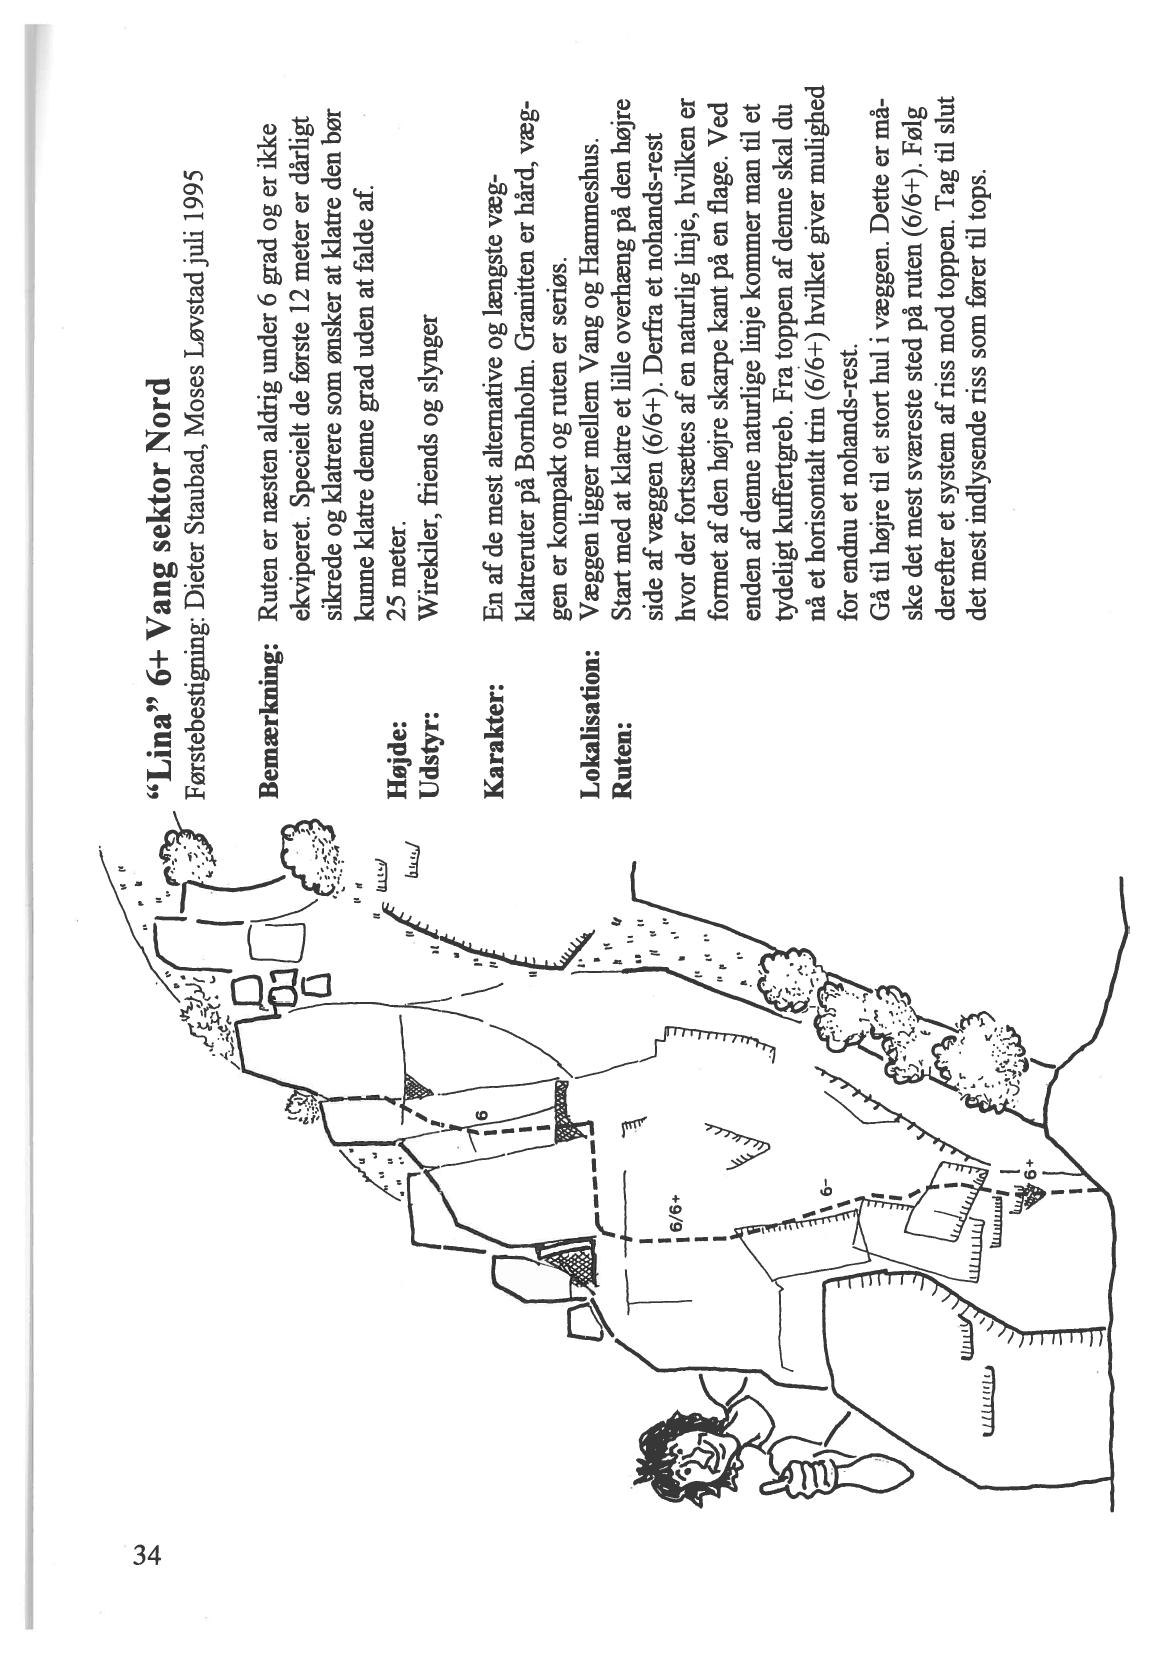 “Lina” 6+ Vang sektor Nord
Førstebestigning: Dieter Staubad, Moses Løvstad juli 1995
Bemærkning: Ruten er næsten aldrig under 6 grad og er ikke
ekviperet. Specielt de første 12 meter er dårligt
sikrede og klatrere som ønsker at klatre den bør
kunne klatre denne grad uden at falde af.
Højde: 25 meter.
Udstyr: Wirekiler, friends og slynger
Karakter: En af de mest alternative og længste væg-
klatreruter på Bornholm. Granitten er hård, væg-
gen er kompakt og ruten er seriøs.
Lokalisation: Væggen ligger mellem Vang og Hammeshus.
Ruten: Start med at klatre et lille overhæng på den højre
side af væggen (6/6+). Derfra et nohands-rest
hvor der fortsættes af en naturlig linje, hvilken er
formet af den højre skarpe kant på en flage. Ved
enden af denne naturlige linje kommer man til et
tydeligt kuffertgreb. Fra toppen af denne skal du
nå et horisontalt trin (6/6+) hvilket giver mulighed
for endnu et nohands-rest.
Gå til højre til et stort hul i væggen. Dette er må-
ske det mest sværeste sted på ruten (6/6+). Følg
derefter et system af riss mod toppen. Tag til slut
det mest indlysende riss som fører til tops.
6
6/6+
6-
6+
34